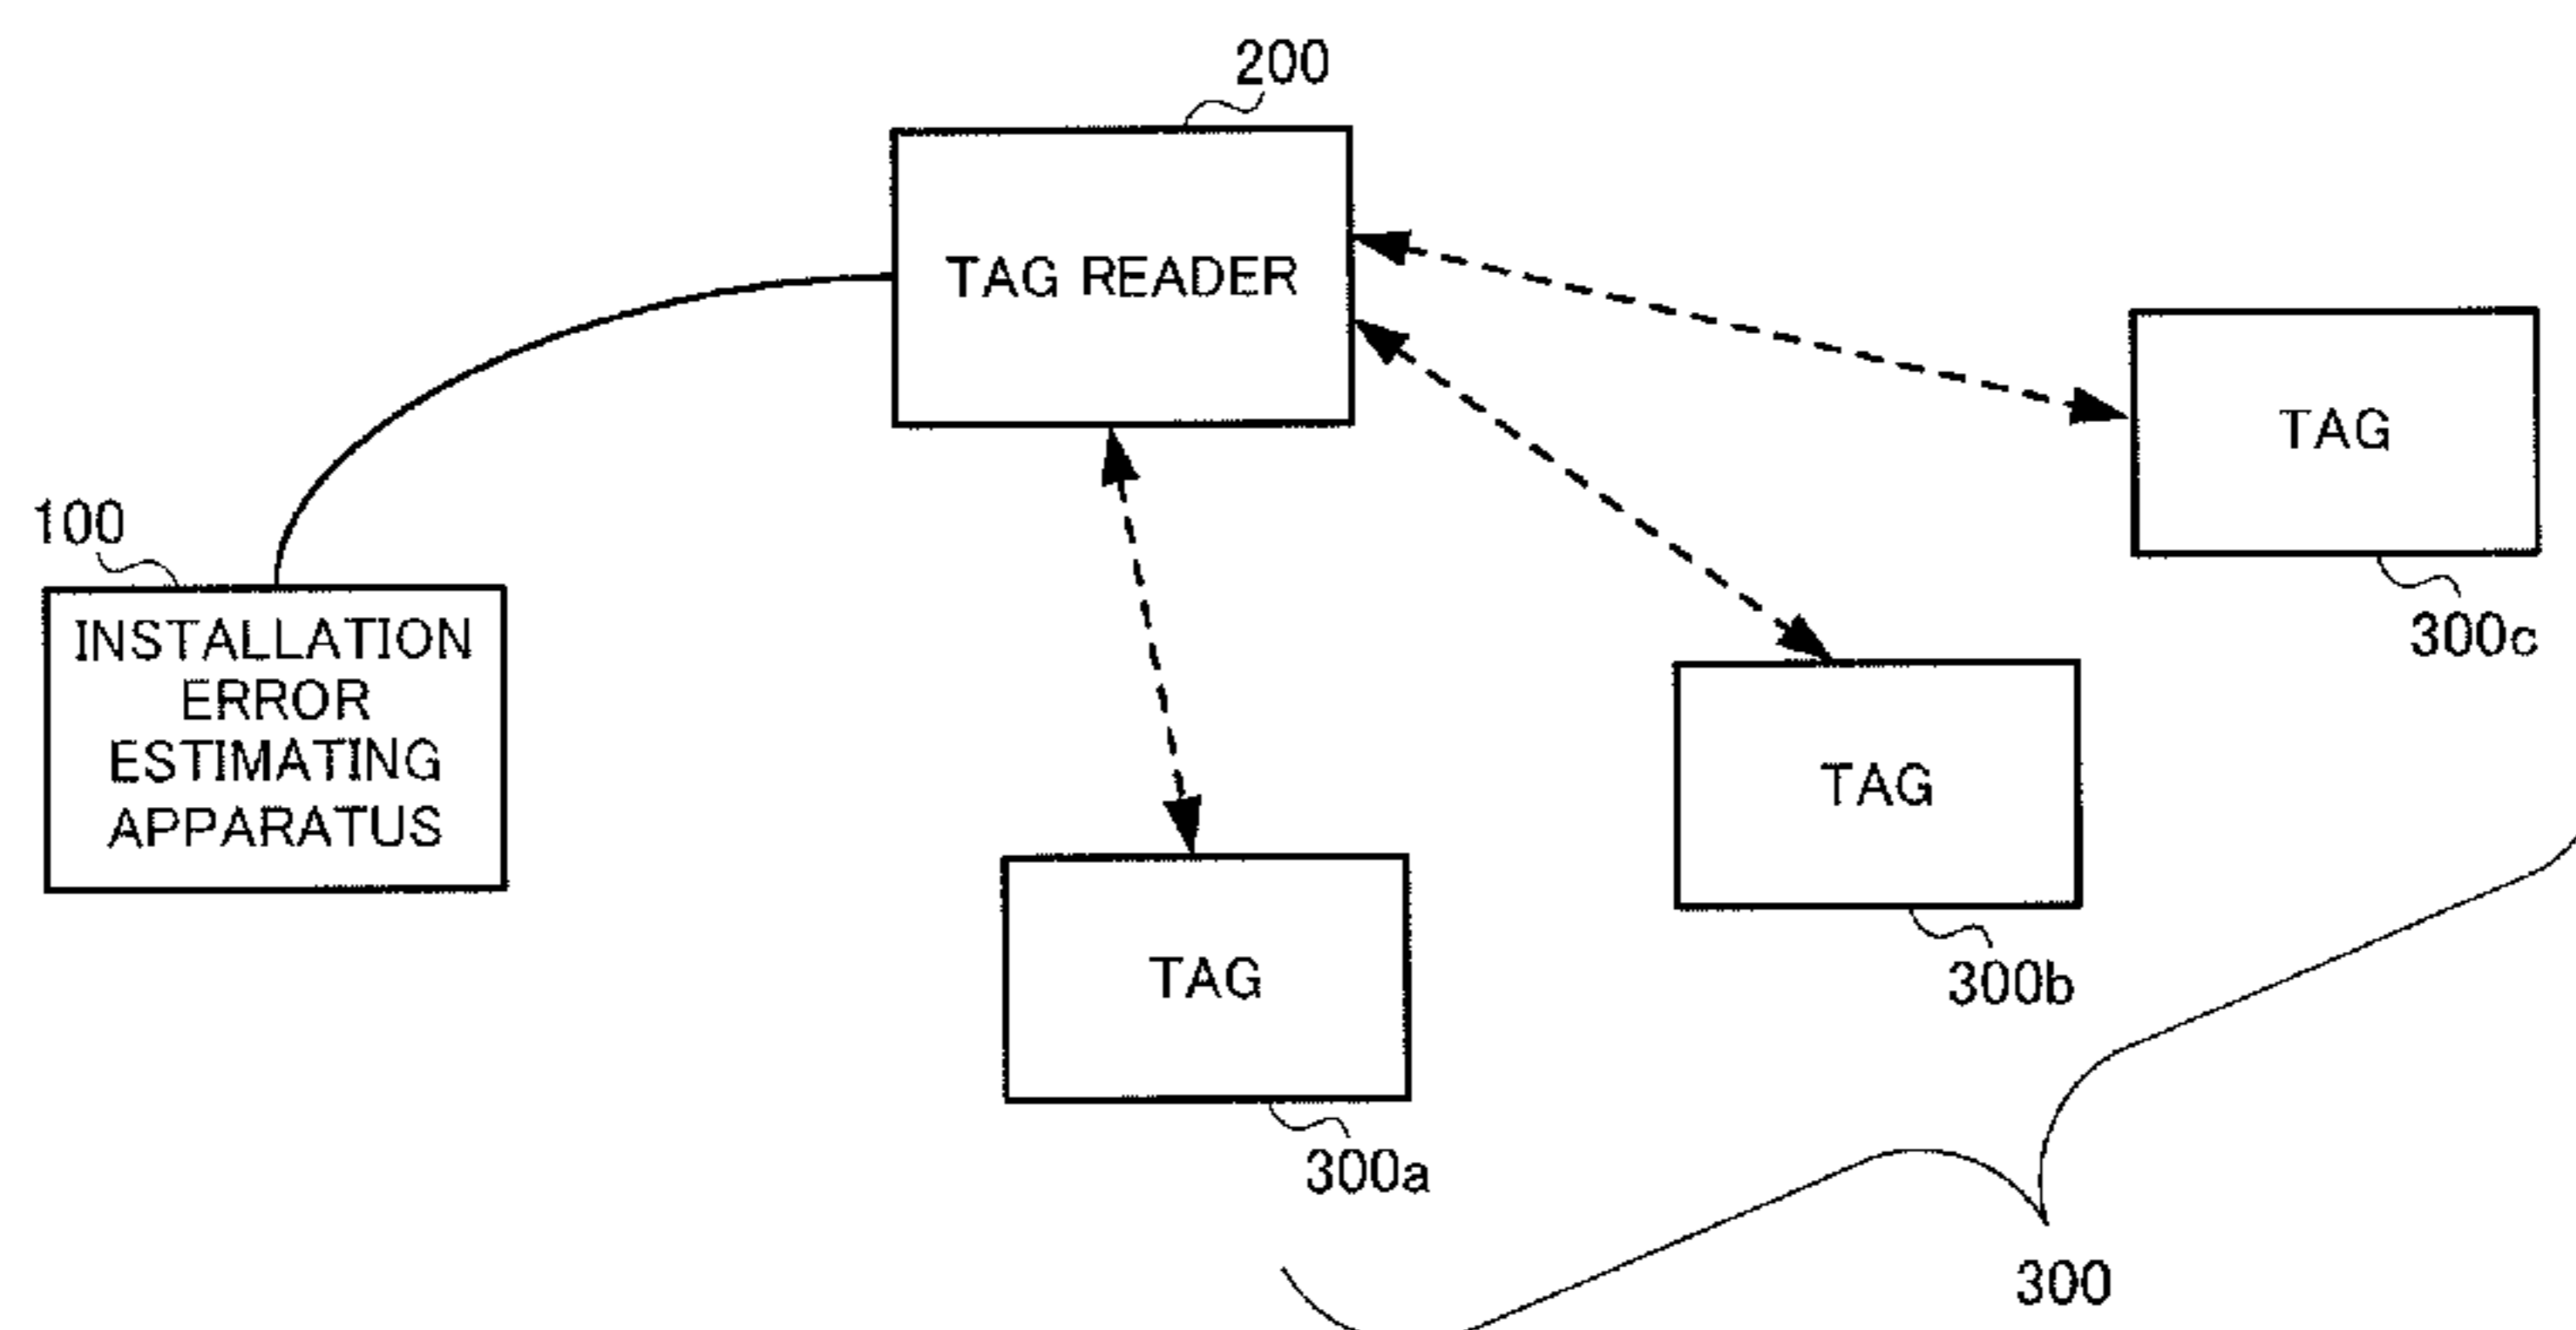 200
TAG READER
TAG
300c
100
INSTALLATION
ERROR
ESTIMATING
APPARATUS
TAG
300b
TAG
300a
300